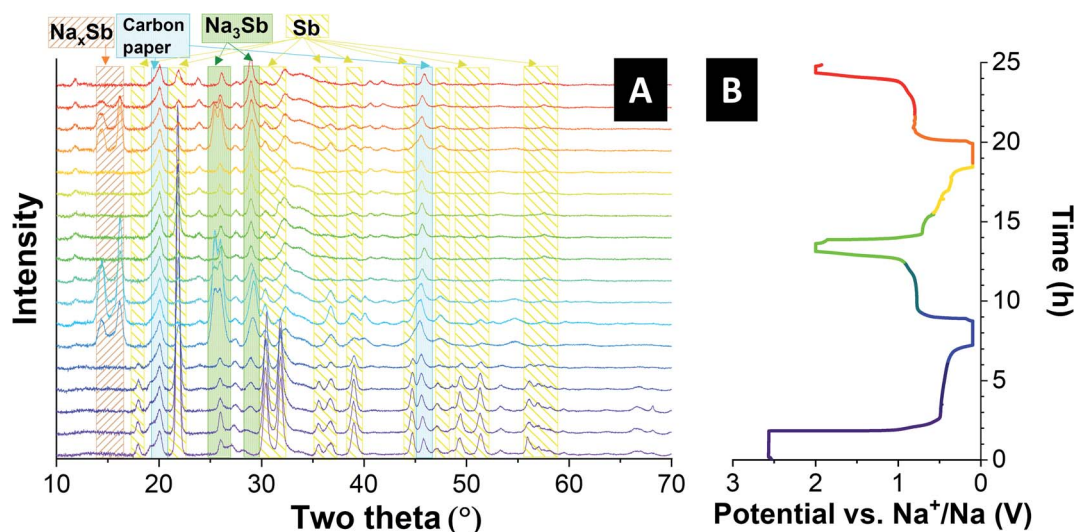 NaxSb
Carbon
paper
Na3Sb
Sb
A
B
Intensity
10
20
30
40
50
60
70
Two theta (°)
25
20
15
10
5
0
Time (h)
3
2
1
0
Potential vs. Na+/Na (V)